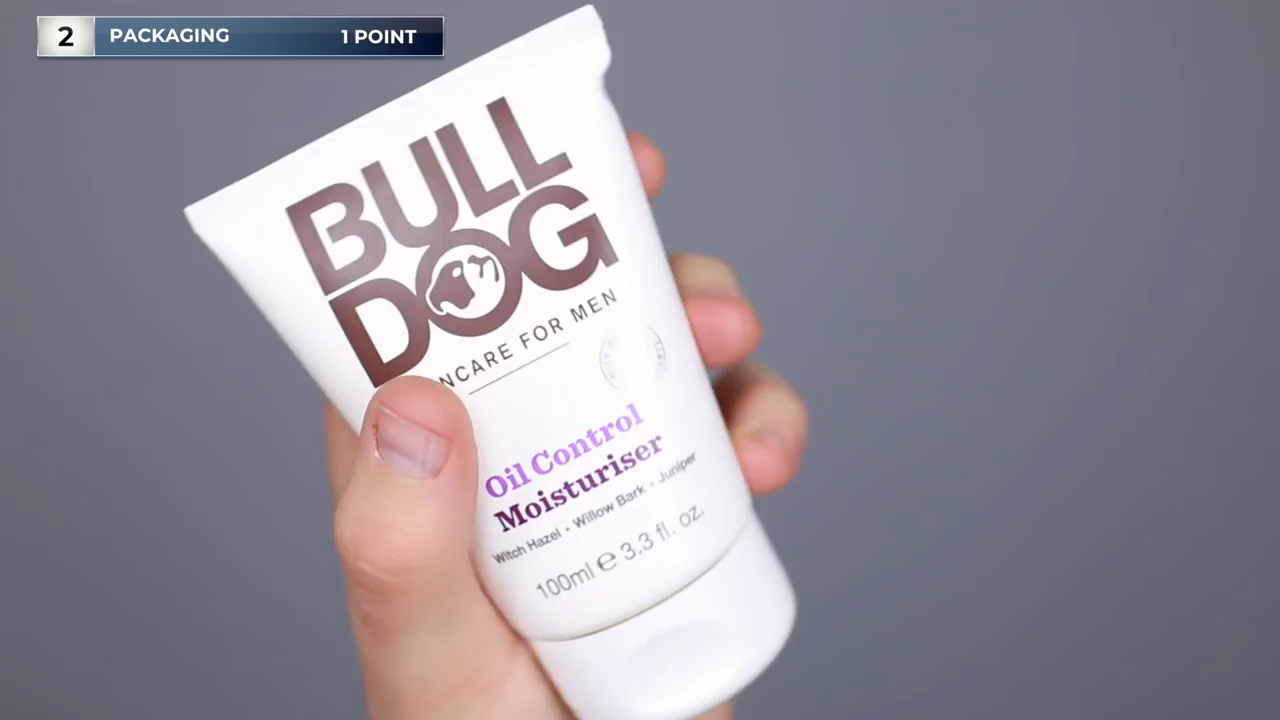 2 PACKAGING 1 POINT
BULL
DOG
NCARE FOR MEN
Oil Control
Moisturiser
Witch Hazel • Willow Bark • Juniper
100ml e 3.3 fl. oz.